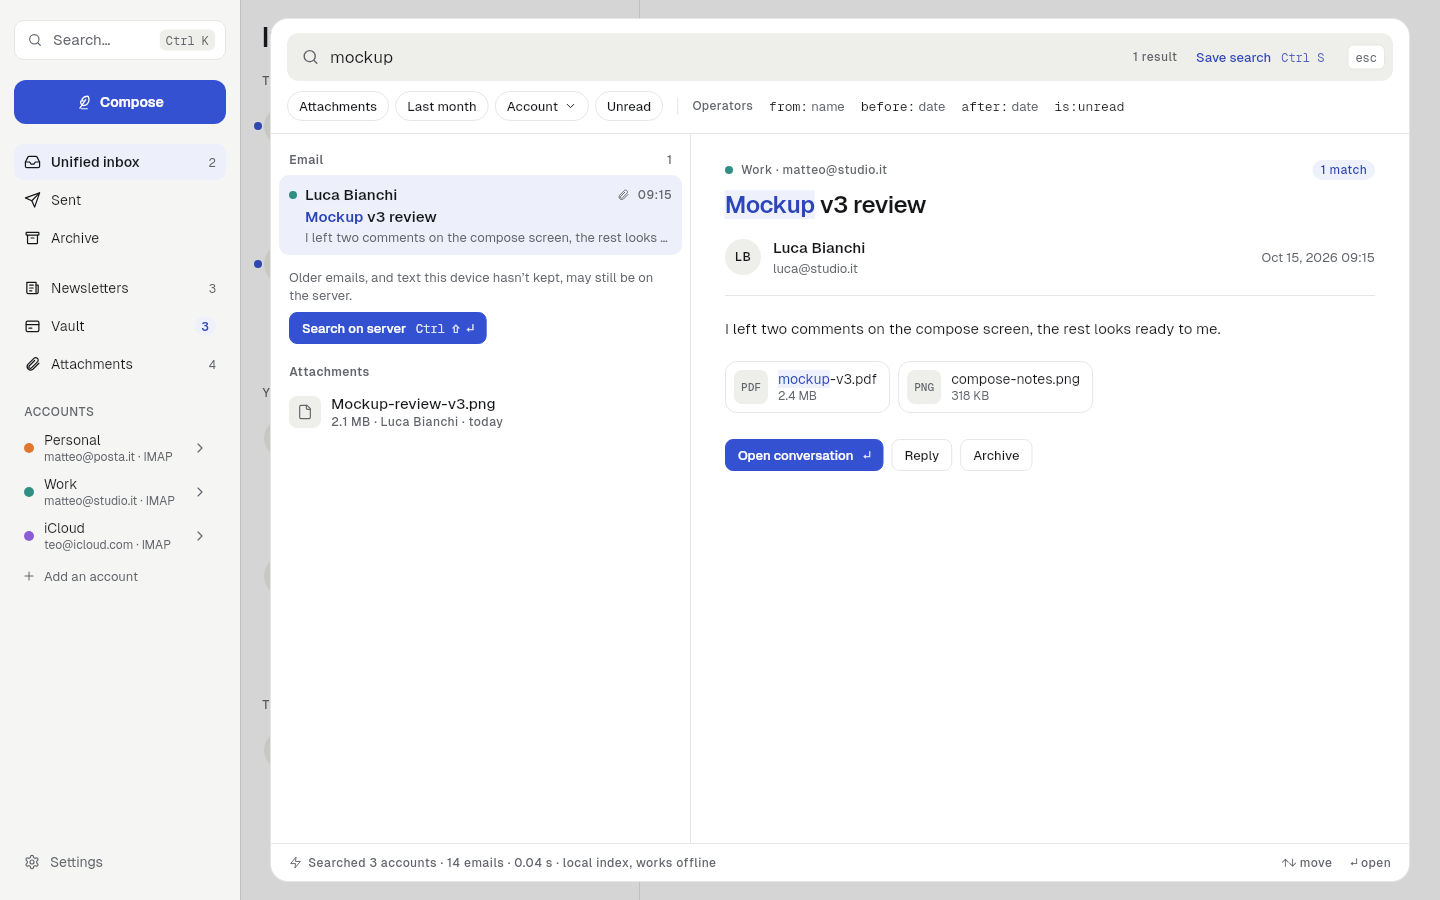 Search...
Ctrl K
Compose
Unified inbox 2
Sent
Archive
Newsletters 3
Vault 3
Attachments 4
ACCOUNTS
Personal
matteo@posta.it · IMAP
Work
matteo@studio.it · IMAP
iCloud
teo@icloud.com · IMAP
Add an account
Settings
mockup
1 result Save search Ctrl S esc
Attachments Last month Account Unread Operators from: name before: date after: date is:unread
Email 1
Luca Bianchi 09:15
Mockup v3 review
I left two comments on the compose screen, the rest looks …
Older emails, and text this device hasn’t kept, may still be on
the server.
Search on server Ctrl ⇧ ↵
Attachments
Mockup-review-v3.png
2.1 MB · Luca Bianchi · today
Work · matteo@studio.it 1 match
Mockup v3 review
LB
Luca Bianchi
luca@studio.it
Oct 15, 2026 09:15
I left two comments on the compose screen, the rest looks ready to me.
PDF
mockup-v3.pdf
2.4 MB
PNG
compose-notes.png
318 KB
Open conversation ↵ Reply Archive
Searched 3 accounts · 14 emails · 0.04 s · local index, works offline
↑↓ move ↵ open